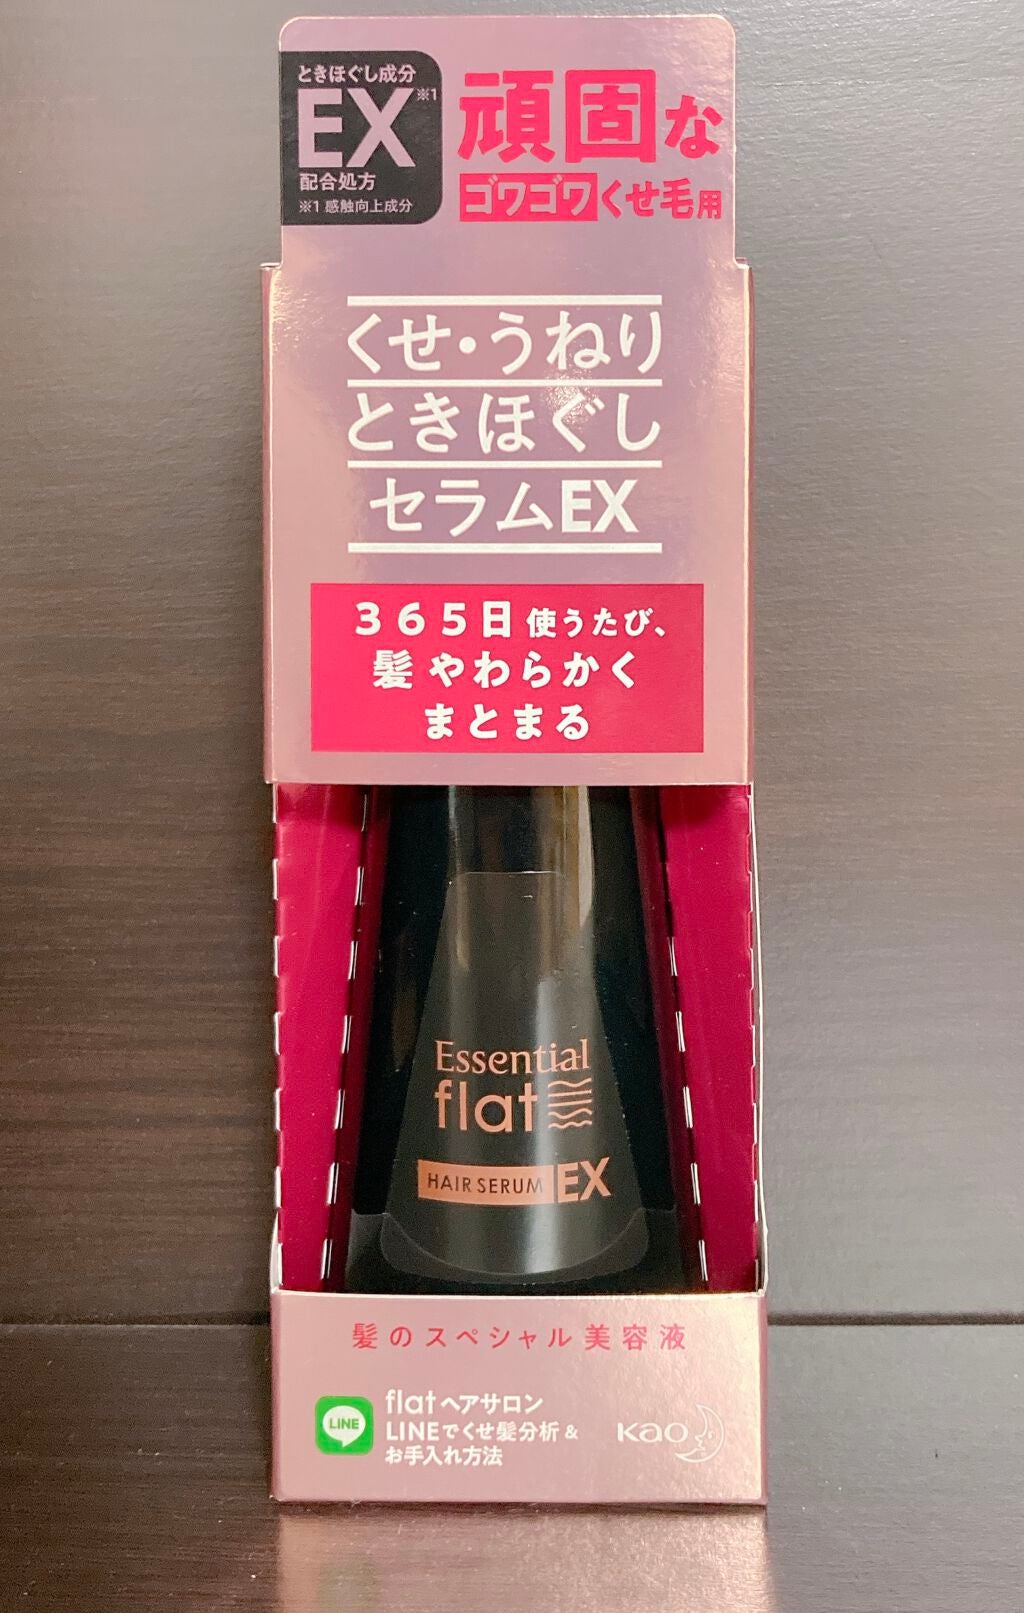 ときほぐし成分
EX※1
配合処方
※1 感触向上成分
頑固な
ゴワゴワくせ毛用
くせ・うねり
ときほぐし
セラムEX
365日 使うたび、
髪 やわらかく
まとまる
Essential
flat
HAIR SERUM EX
髪のスペシャル美容液
LINE
flatヘアサロン
LINEでくせ髪分析&
お手入れ方法
Kao